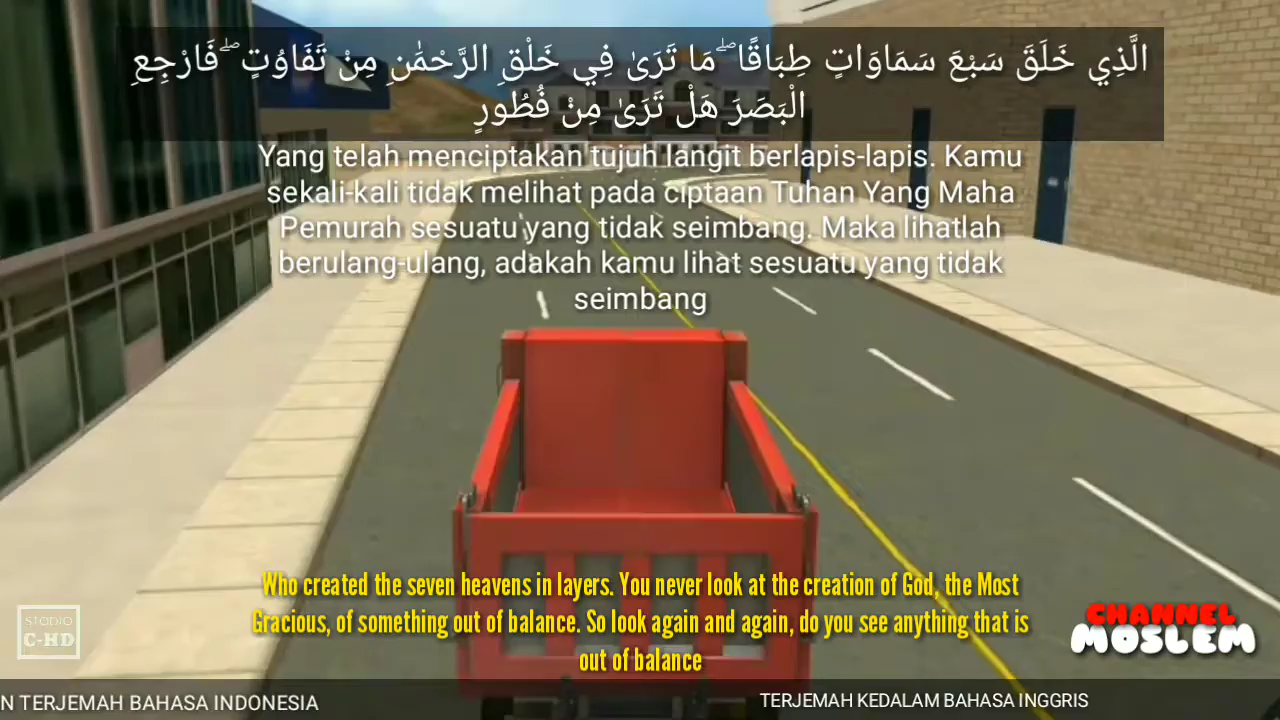 الَّذِي خَلَقَ سَبْعَ سَمَاوَاتٍ طِبَاقًا ۖ مَا تَرَىٰ فِي خَلْقِ الرَّحْمَٰنِ مِنْ تَفَاوُتٍ ۖ فَارْجِعِ
الْبَصَرَ هَلْ تَرَىٰ مِنْ فُطُورٍ
Yang telah menciptakan tujuh langit berlapis-lapis. Kamu
sekali-kali tidak melihat pada ciptaan Tuhan Yang Maha
Pemurah sesuatu yang tidak seimbang. Maka lihatlah
berulang-ulang, adakah kamu lihat sesuatu yang tidak
seimbang
Who created the seven heavens in layers. You never look at the creation of God, the Most
Gracious, of something out of balance. So look again and again, do you see anything that is
out of balance
STODIO
C-HD
CHANNEL
MOSLEM
N TERJEMAH BAHASA INDONESIA
TERJEMAH KEDALAM BAHASA INGGRIS